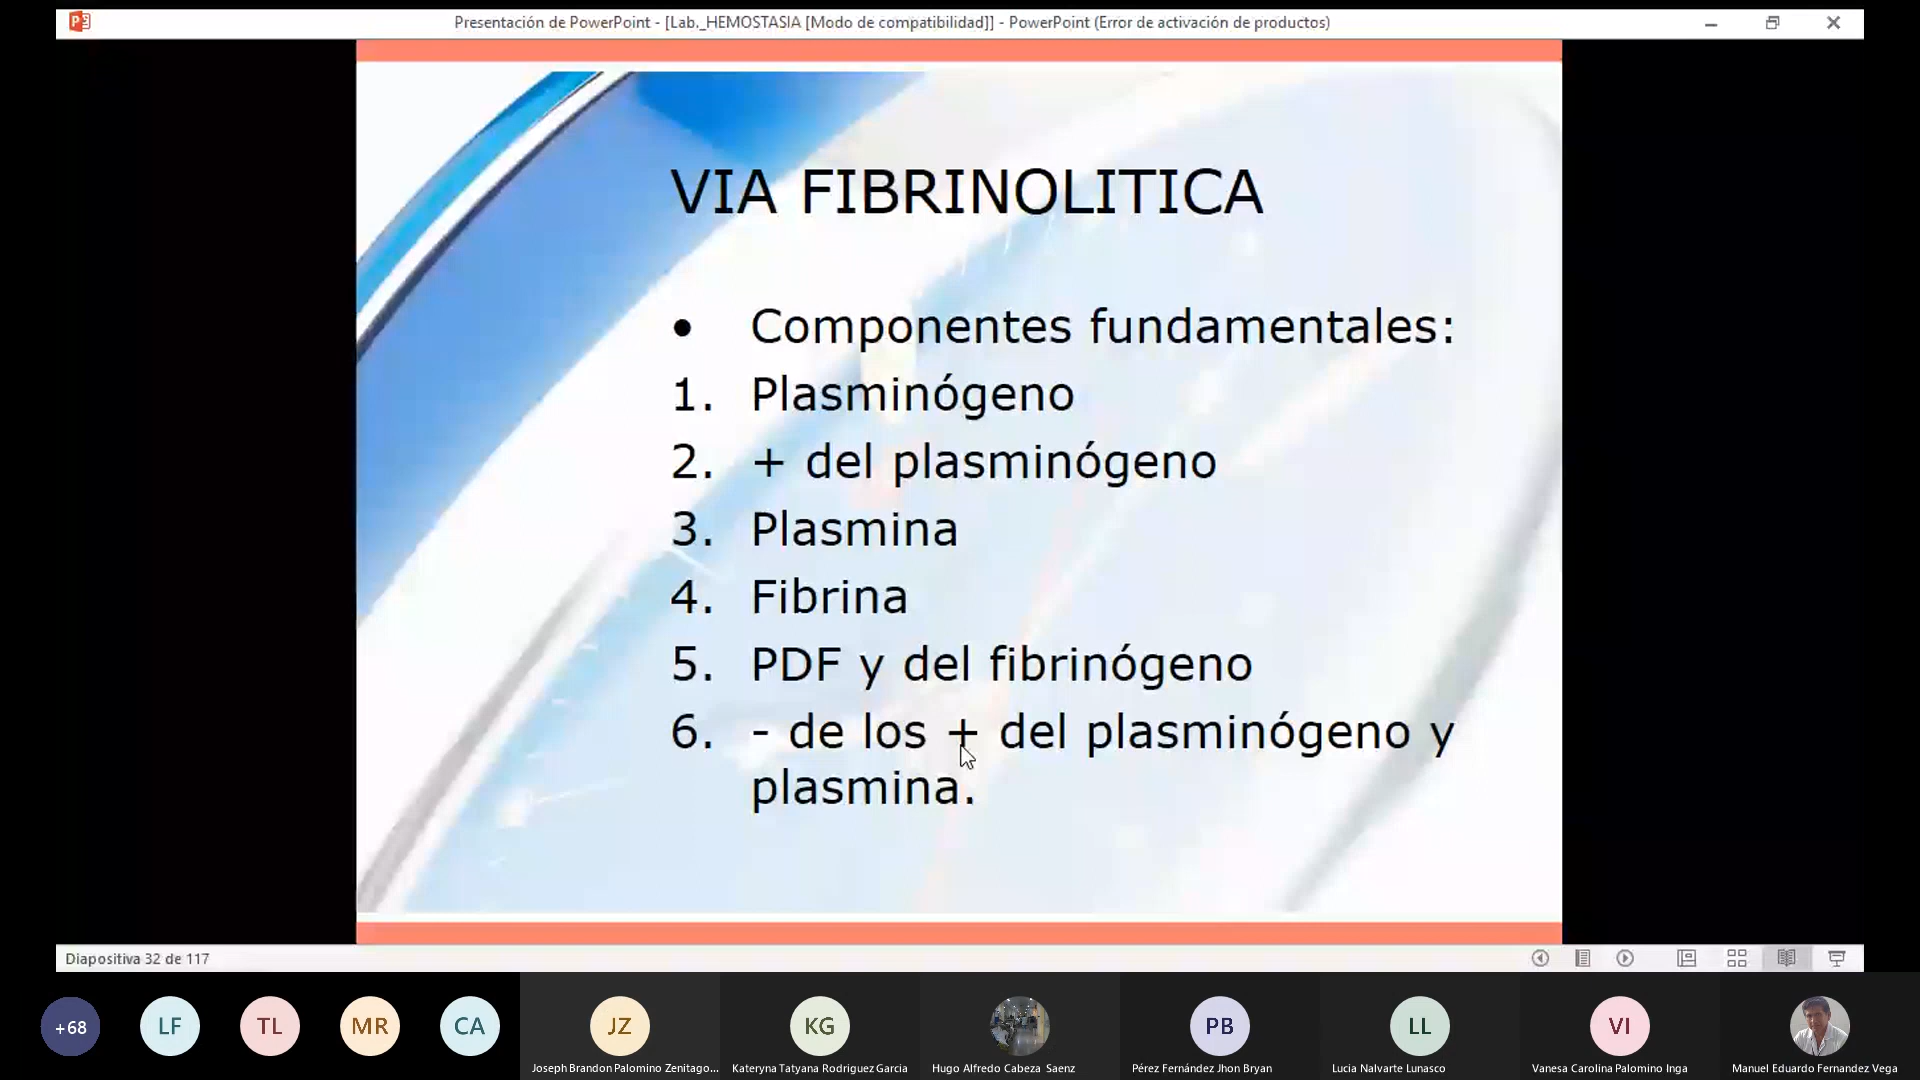 Presentación de PowerPoint - [Lab._HEMOSTASIA [Modo de compatibilidad]] - PowerPoint (Error de activación de productos)
VIA FIBRINOLITICA
• Componentes fundamentales:
1. Plasminógeno
2. + del plasminógeno
3. Plasmina
4. Fibrina
5. PDF y del fibrinógeno
6. - de los + del plasminógeno y
plasmina.
Diapositiva 32 de 117
+68 LF TL MR CA JZ KG PB LL VI
Joseph Brandon Palomino Zenitago... Kateryna Tatyana Rodriguez Garcia Hugo Alfredo Cabeza Saenz Pérez Fernández Jhon Bryan Lucia Nalvarte Lunasco Vanesa Carolina Palomino Inga Manuel Eduardo Fernandez Vega